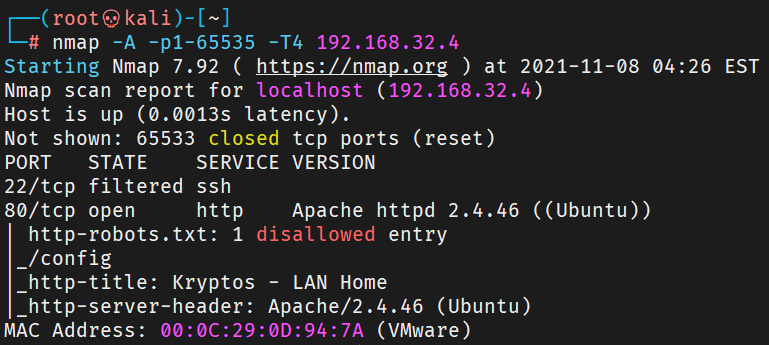 ┌──(root💀kali)-[~]
└─# nmap -A -p1-65535 -T4 192.168.32.4
Starting Nmap 7.92 ( https://nmap.org ) at 2021-11-08 04:26 EST
Nmap scan report for localhost (192.168.32.4)
Host is up (0.0013s latency).
Not shown: 65533 closed tcp ports (reset)
PORT   STATE    SERVICE VERSION
22/tcp filtered ssh
80/tcp open     http    Apache httpd 2.4.46 ((Ubuntu))
| http-robots.txt: 1 disallowed entry
|_/config
|_http-title: Kryptos - LAN Home
|_http-server-header: Apache/2.4.46 (Ubuntu)
MAC Address: 00:0C:29:0D:94:7A (VMware)